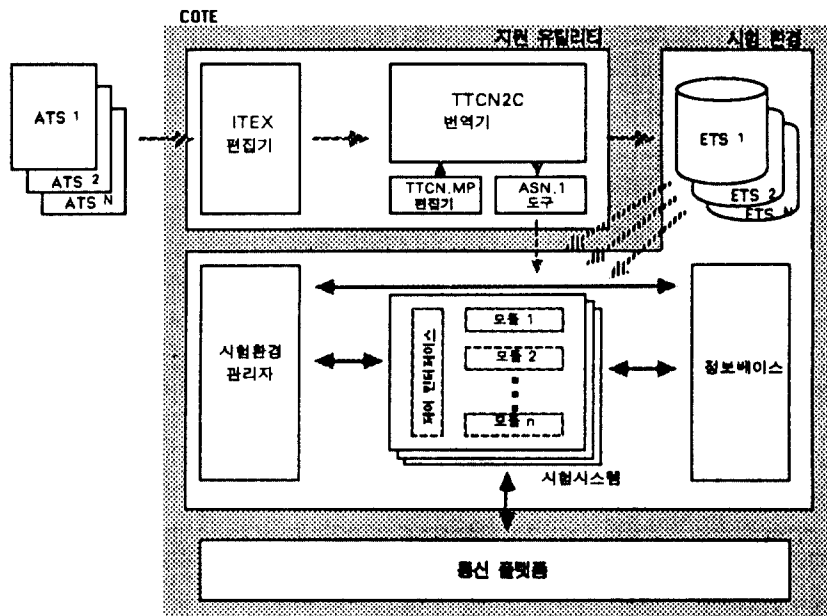 COTE
지원 유틸리티
시험 환경
ATS 1
ATS 2
ATS N
ITEX
편집기
TTCN2C
번역기
TTCN.MP
편집기
ASN.1
도구
ETS 1
ETS 2
ETS N
시험환경
관리자
모듈 1
모듈 2
모듈 n
정보베이스
시험시스템
통신 플랫폼